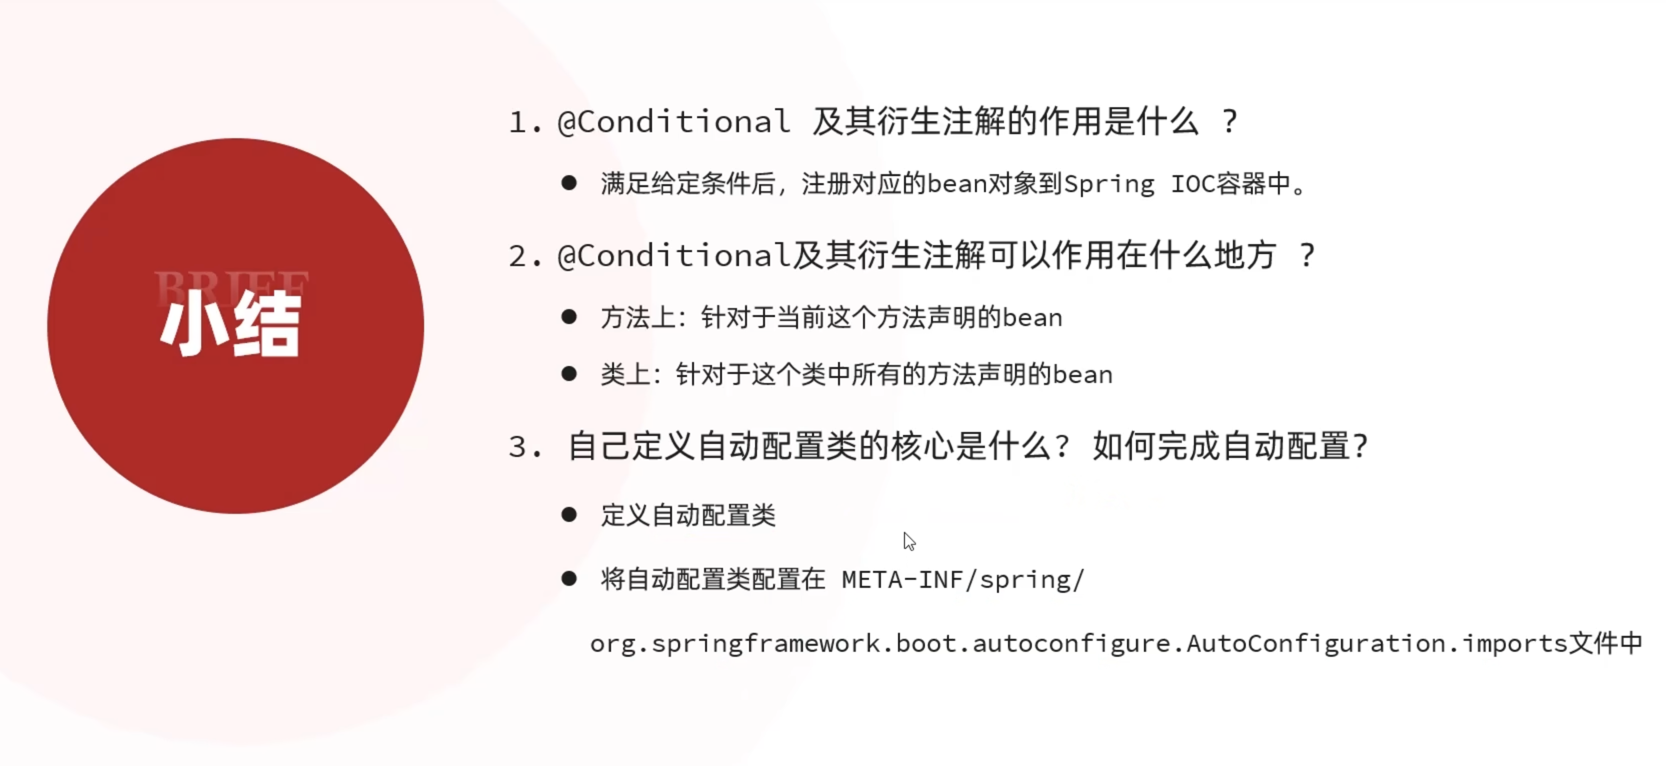 BRIEF
小结
1. @Conditional 及其衍生注解的作用是什么 ？
● 满足给定条件后，注册对应的bean对象到Spring IOC容器中。
2. @Conditional及其衍生注解可以作用在什么地方 ？
● 方法上：针对于当前这个方法声明的bean
● 类上：针对于这个类中所有的方法声明的bean
3. 自己定义自动配置类的核心是什么？ 如何完成自动配置？
● 定义自动配置类
● 将自动配置类配置在 META-INF/spring/
org.springframework.boot.autoconfigure.AutoConfiguration.imports文件中